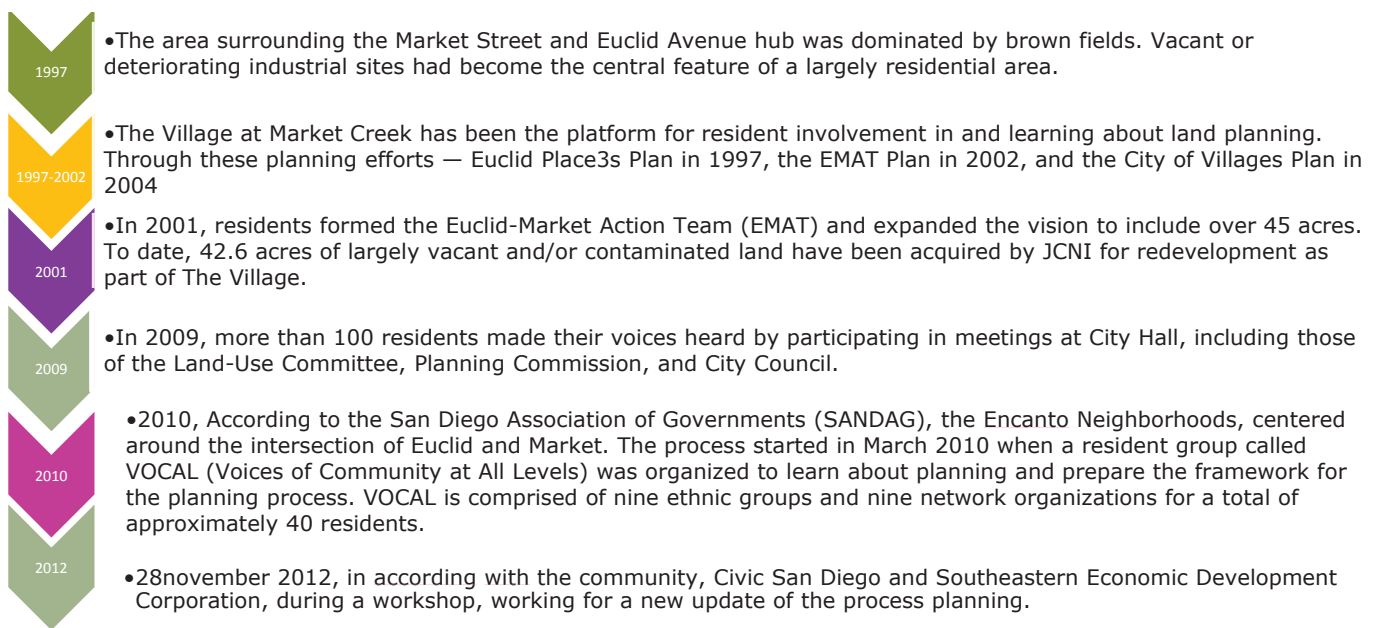 1997
•The area surrounding the Market Street and Euclid Avenue hub was dominated by brown fields. Vacant or
deteriorating industrial sites had become the central feature of a largely residential area.
1997-2002
•The Village at Market Creek has been the platform for resident involvement in and learning about land planning.
Through these planning efforts — Euclid Place3s Plan in 1997, the EMAT Plan in 2002, and the City of Villages Plan in
2004
2001
•In 2001, residents formed the Euclid-Market Action Team (EMAT) and expanded the vision to include over 45 acres.
To date, 42.6 acres of largely vacant and/or contaminated land have been acquired by JCNI for redevelopment as
part of The Village.
2009
•In 2009, more than 100 residents made their voices heard by participating in meetings at City Hall, including those
of the Land-Use Committee, Planning Commission, and City Council.
2010
•2010, According to the San Diego Association of Governments (SANDAG), the Encanto Neighborhoods, centered
around the intersection of Euclid and Market. The process started in March 2010 when a resident group called
VOCAL (Voices of Community at All Levels) was organized to learn about planning and prepare the framework for
the planning process. VOCAL is comprised of nine ethnic groups and nine network organizations for a total of
approximately 40 residents.
2012
•28november 2012, in according with the community, Civic San Diego and Southeastern Economic Development
Corporation, during a workshop, working for a new update of the process planning.